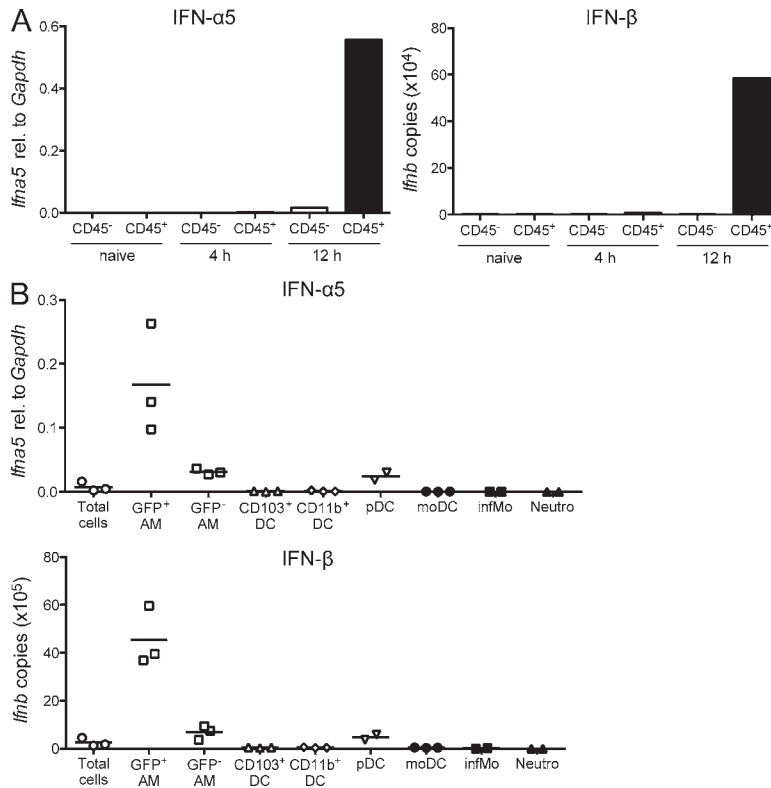 A
IFN-α5
IFN-β
Ifna5 rel. to Gapdh
0.6
0.4
0.2
0.0
CD45⁻ CD45⁺ CD45⁻ CD45⁺ CD45⁻ CD45⁺
naive 4 h 12 h
Ifnb copies (x10⁴)
80
60
40
20
0
CD45⁻ CD45⁺ CD45⁻ CD45⁺ CD45⁻ CD45⁺
naive 4 h 12 h
B
IFN-α5
Ifna5 rel. to Gapdh
0.3
0.2
0.1
0.0
Total cells GFP⁺ AM GFP⁻ AM CD103⁺ DC CD11b⁺ DC pDC moDC infMo Neutro
IFN-β
Ifnb copies (x10⁵)
80
60
40
20
0
Total cells GFP⁺ AM GFP⁻ AM CD103⁺ DC CD11b⁺ DC pDC moDC infMo Neutro